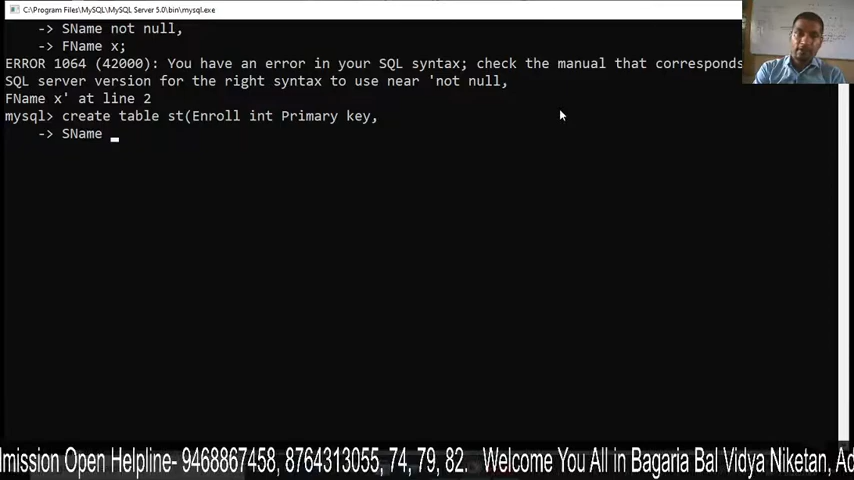 C:\Program Files\MySQL\MySQL Server 5.0\bin\mysql.exe
-> SName not null,
-> FName x;
ERROR 1064 (42000): You have an error in your SQL syntax; check the manual that corresponds
SQL server version for the right syntax to use near 'not null,
FName x' at line 2
mysql> create table st(Enroll int Primary key,
-> SName
dmission Open Helpline- 9468867458, 8764313055, 74, 79, 82. Welcome You All in Bagaria Bal Vidya Niketan, Ad